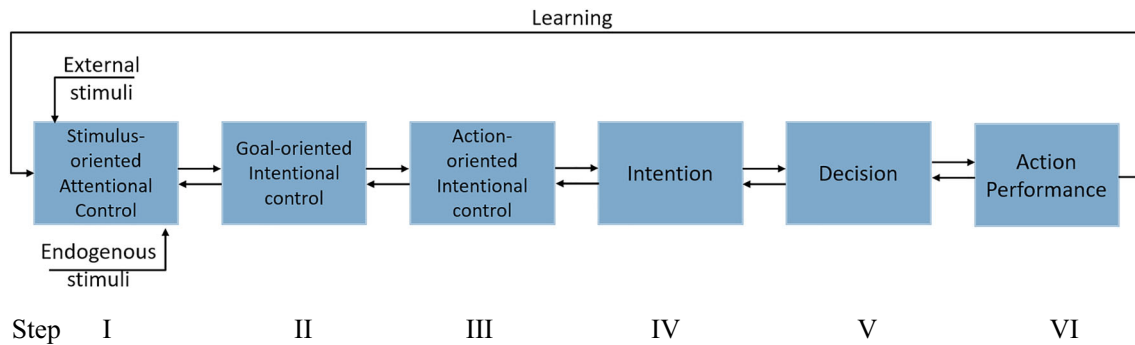 Learning
External
stimuli
Stimulus-
oriented
Attentional
Control
Goal-oriented
Intentional
control
Action-
oriented
Intentional
control
Intention
Decision
Action
Performance
Endogenous
stimuli
Step I II III IV V VI